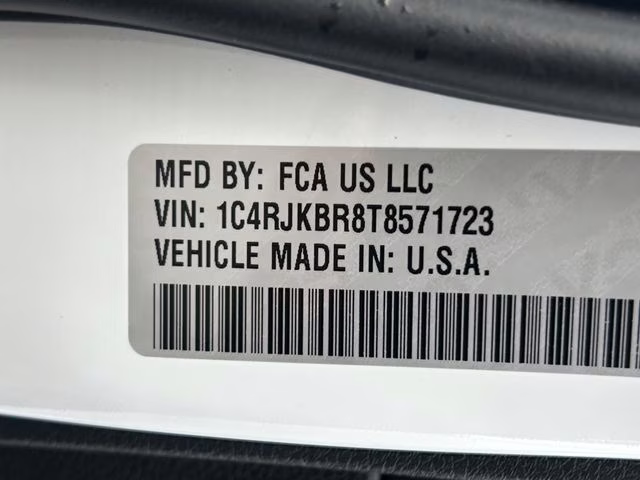 MFD BY: FCA US LLC
VIN: 1C4RJKBR8T8571723
VEHICLE MADE IN: U.S.A.